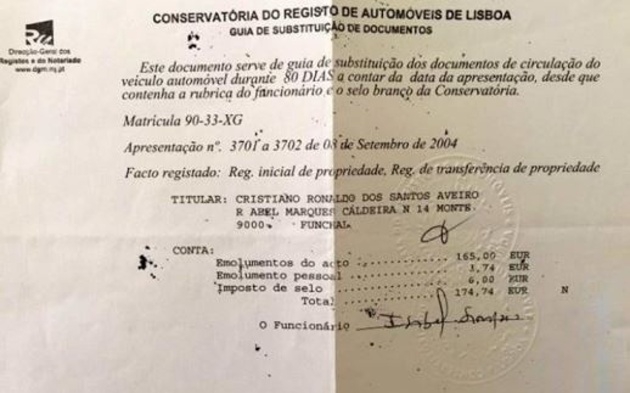 CONSERVATÓRIA DO REGISTO DE AUTOMÓVEIS DE LISBOA
GUIA DE SUBSTITUIÇÃO DE DOCUMENTOS
Direcção-Geral dos
Registos e do Notariado
www.dgrn.mj.pt
Este documento serve de guia de substituição dos documentos de circulação do
veículo automóvel durante 80 DIAS a contar da data da apresentação, desde que
contenha a rubrica do funcionário e o selo branco da Conservatória.
Matrícula 90-33-XG
Apresentação nº. 3701 a 3702 de 08 de Setembro de 2004
Facto registado: Reg. inicial de propriedade, Reg. de transferência de propriedade
TITULAR: CRISTIANO RONALDO DOS SANTOS AVEIRO
R ABEL MARQUES CALDEIRA N 14 MONTE
9000 FUNCHAL
CONTA:
Emolumentos do acto .............. 165,00 EUR
Emolumento pessoal .............. 3,74 EUR
Imposto de selo .............. 6,00 EUR
Total .............. 174,74 EUR N
O Funcionário Isabel